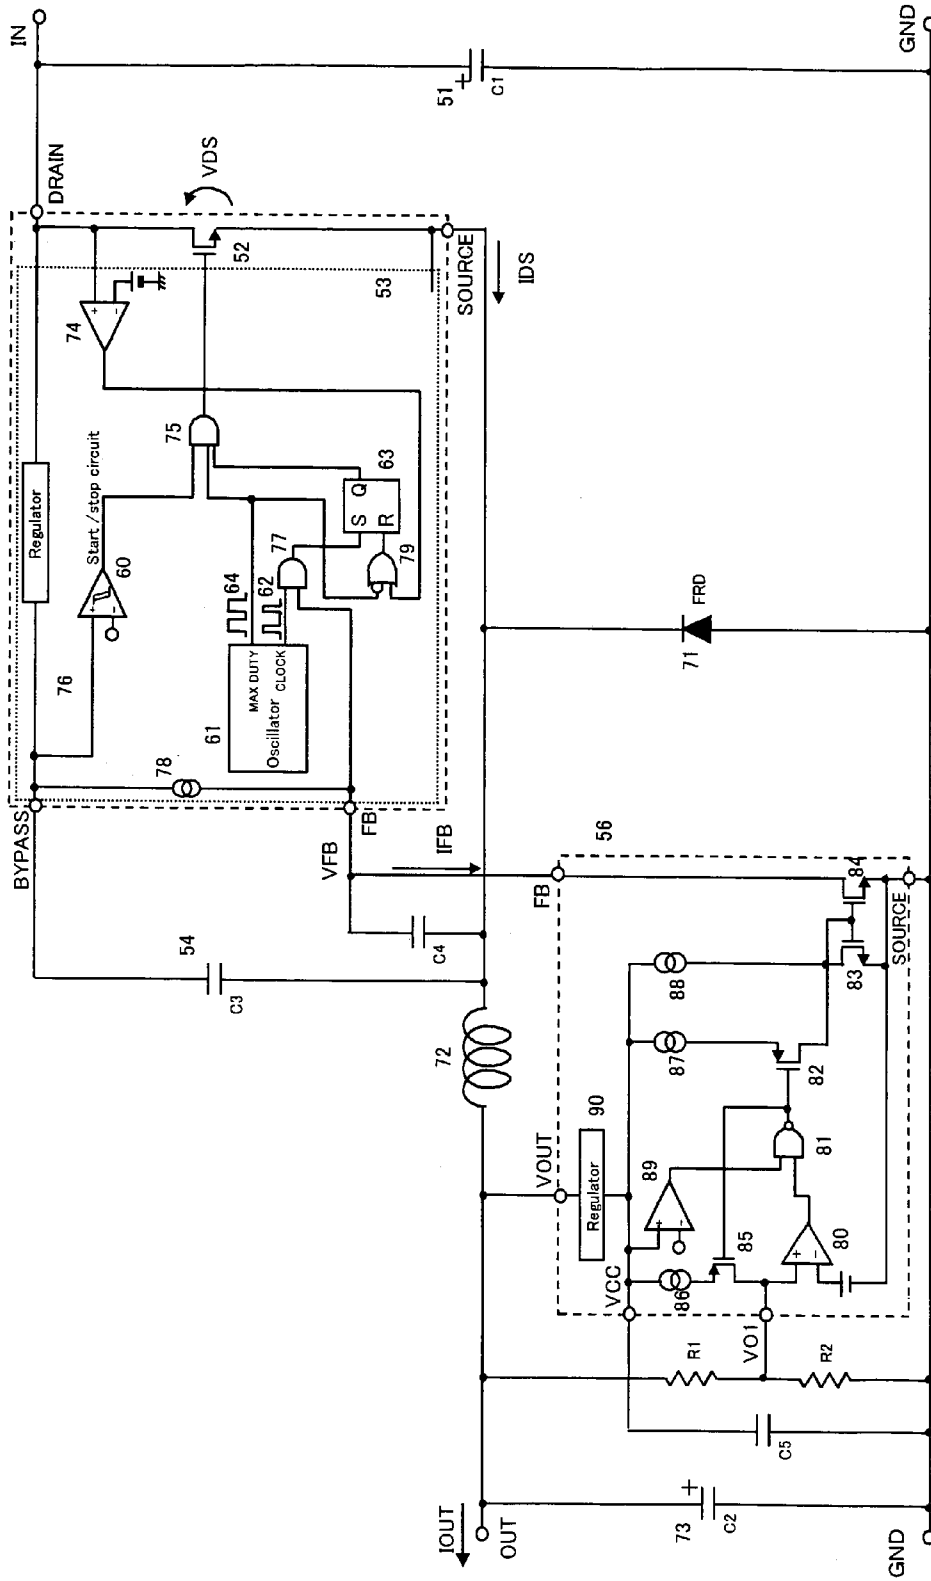 IN
GND
51
+
C1
DRAIN
VDS
52
53
SOURCE
IDS
74
+
-
Regulator
Start/stop circuit
60
+
-
75
76
77
64
62
63
S
Q
R
79
61
MAX DUTY
Oscillator
CLOCK
78
BYPASS
FB
VFB
IFB
54
C3
C4
71
FRD
72
56
FB
SOURCE
84
83
88
87
82
81
VOUT
90
Regulator
89
+
-
85
86
80
+
-
VCC
VO1
R1
R2
C5
73
+
C2
IOUT
OUT
GND